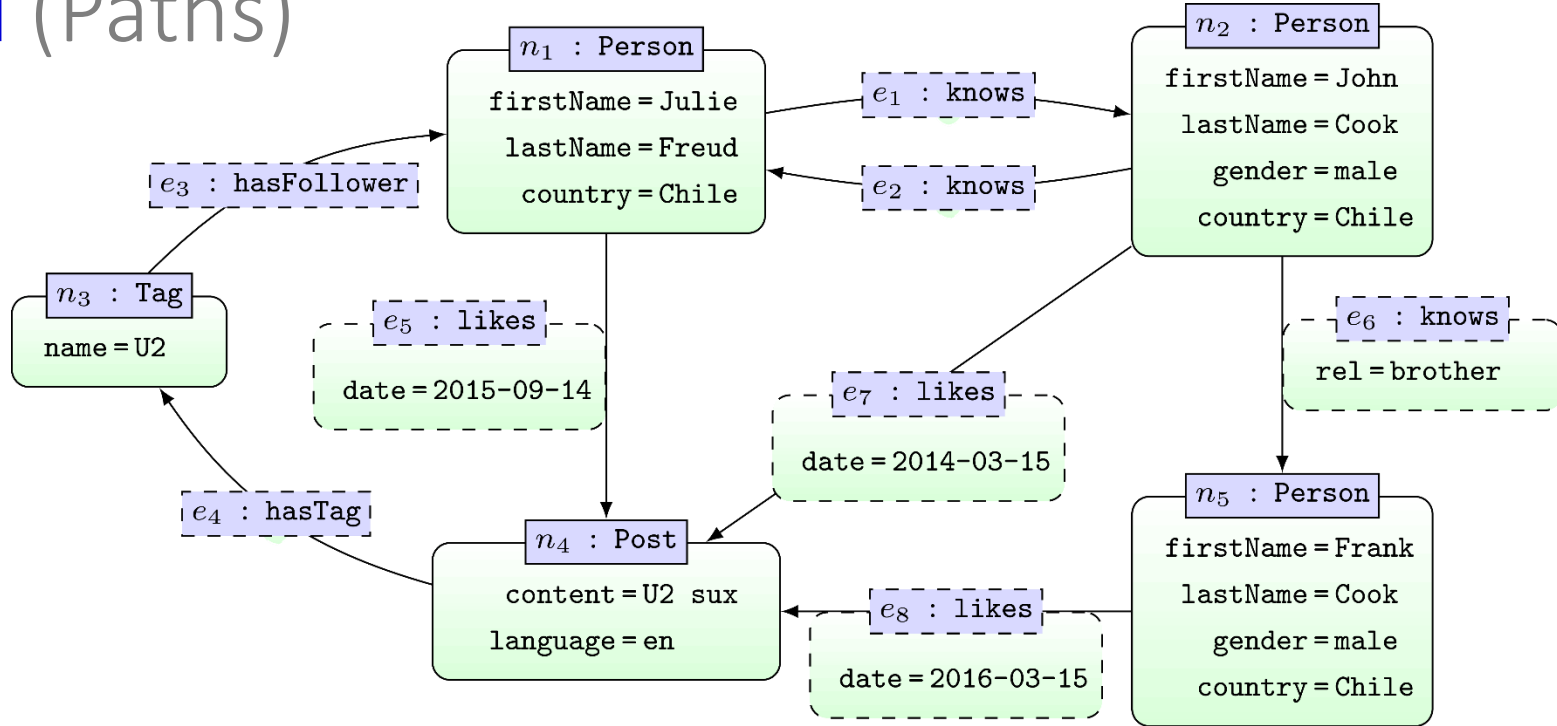 (Paths)
n₁ : Person
firstName = Julie
lastName = Freud
country = Chile
e₁ : knows
e₂ : knows
n₂ : Person
firstName = John
lastName = Cook
gender = male
country = Chile
e₃ : hasFollower
n₃ : Tag
name = U2
e₅ : likes
date = 2015-09-14
e₇ : likes
date = 2014-03-15
e₆ : knows
rel = brother
e₄ : hasTag
n₄ : Post
content = U2 sux
language = en
e₈ : likes
date = 2016-03-15
n₅ : Person
firstName = Frank
lastName = Cook
gender = male
country = Chile